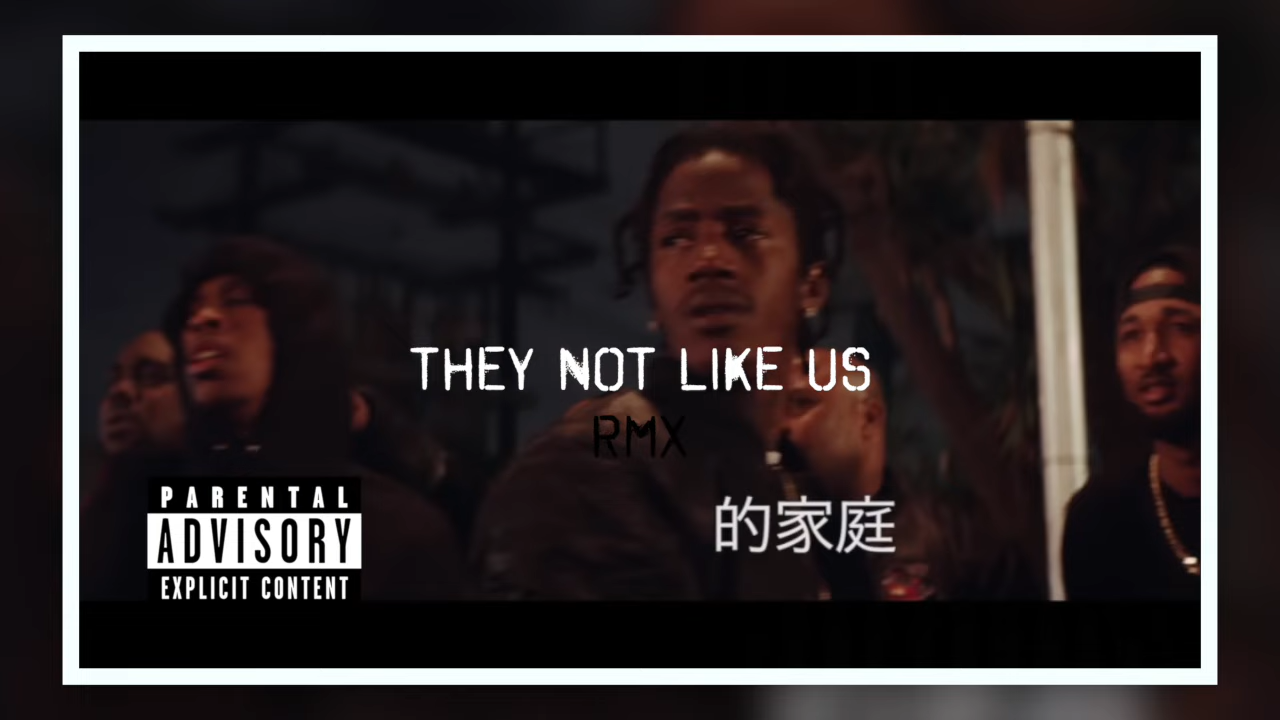 THEY NOT LIKE US
RMX
的家庭
PARENTAL
ADVISORY
EXPLICIT CONTENT